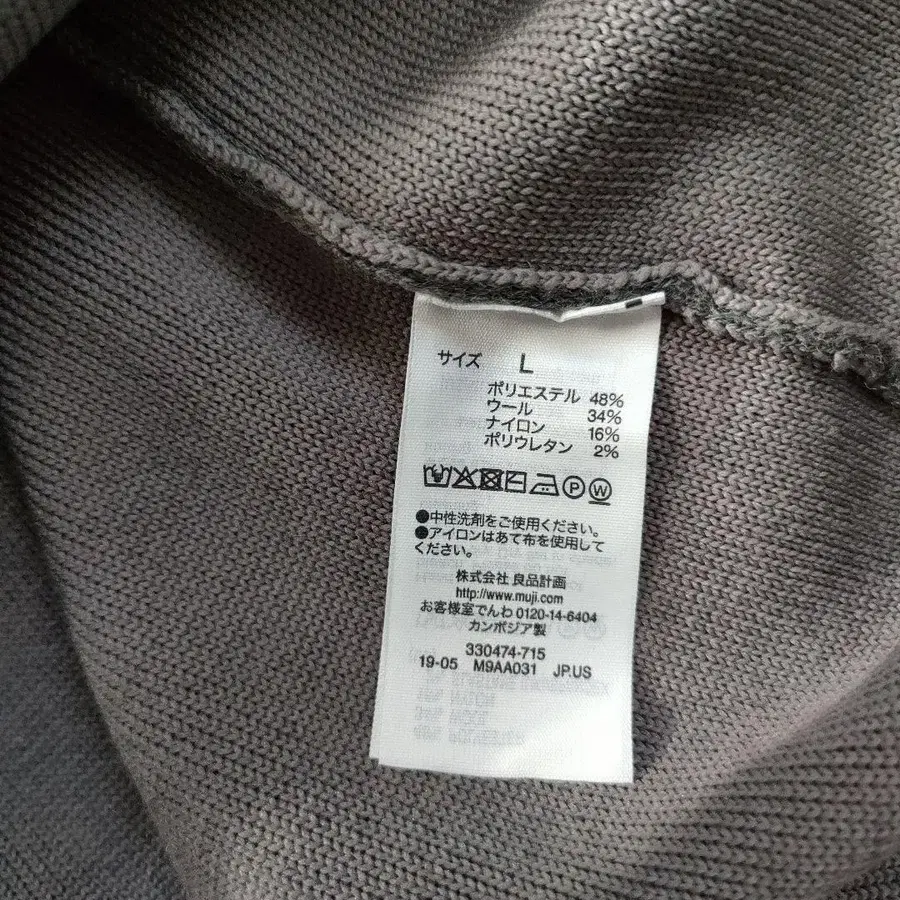 サイズ L
ポリエステル 48%
ウール 34%
ナイロン 16%
ポリウレタン 2%
P W
●中性洗剤をご使用ください。
●アイロンはあて布を使用して
ください。
株式会社 良品計画
http://www.muji.com
お客様室でんわ 0120-14-6404
カンボジア製
330474-715
19-05 M9AA031 JP.US